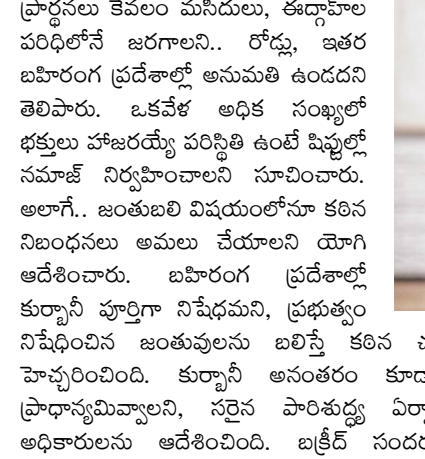 ప్రార్థనలు కేవలం మసీదులు, ఈద్గాహ్‌ల
పరిధిలోనే జరగాలని.. రోడ్లు, ఇతర
బహిరంగ ప్రదేశాల్లో అనుమతి ఉండదని
తెలిపారు. ఒకవేళ అధిక సంఖ్యలో
భక్తులు హాజరయ్యే పరిస్థితి ఉంటే షిఫ్టుల్లో
నమాజ్ నిర్వహించాలని సూచించారు.
అలాగే.. జంతుబలి విషయంలోనూ కఠిన
నిబంధనలు అమలు చేయాలని యోగి
ఆదేశించారు. బహిరంగ ప్రదేశాల్లో
కుర్బానీ పూర్తిగా నిషేధమని, ప్రభుత్వం
నిషేధించిన జంతువులను బలిస్తే కఠిన
హెచ్చరించింది. కుర్బానీ అనంతరం
ప్రాధాన్యమివ్వాలని, సరైన పారిశుద్ధ్య
అధికారులను ఆదేశించింది. బక్రీద్